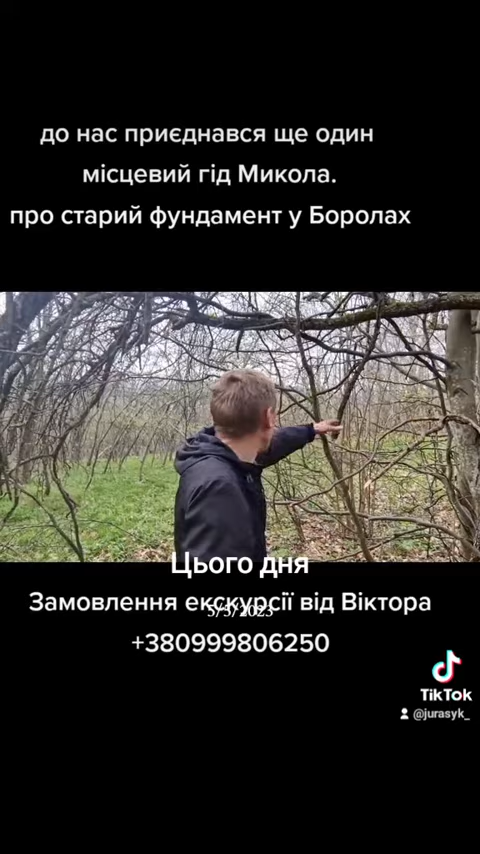 до нас приєднався ще один
місцевий гід Микола.
про старий фундамент у Боролах
Цього дня
Замовлення екскурсії від Віктора
5/5/2023
+380999806250
TikTok
@jurasyk_